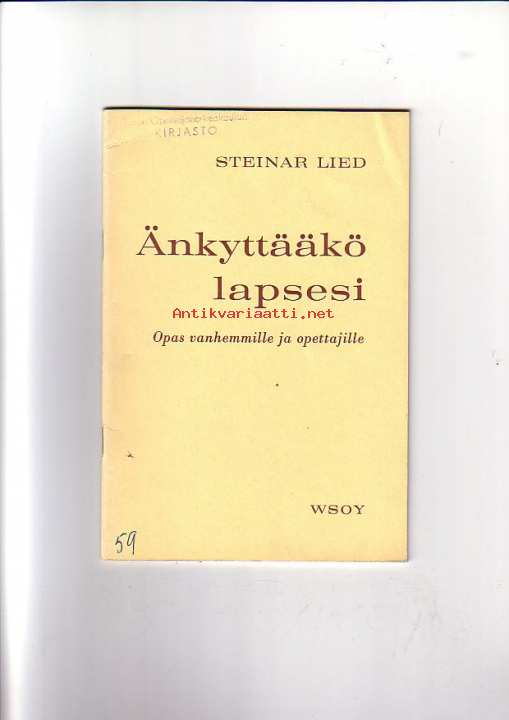 KIRJASTO
STEINAR LIED
Änkyttääkö
lapsesi
Antikvariaatti.net
Opas vanhemmille ja opettajille
WSOY
59